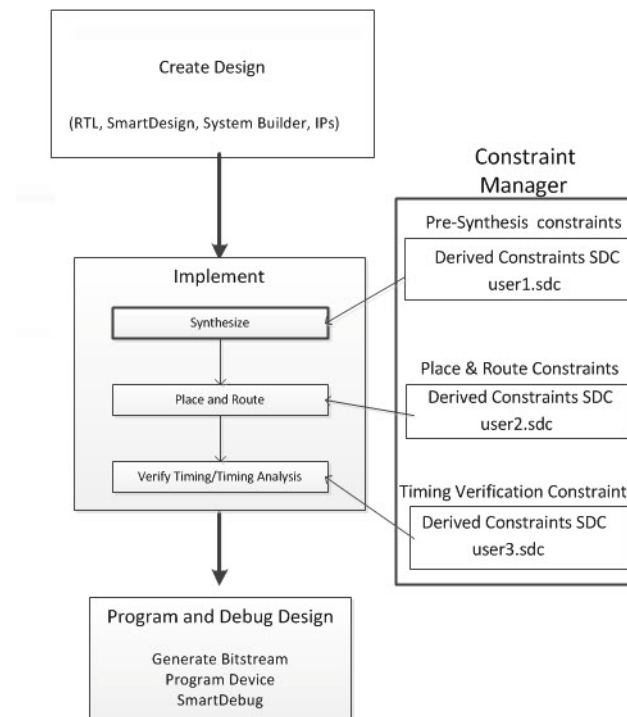 Create Design
(RTL, SmartDesign, System Builder, IPs)
Constraint
Manager
Pre-Synthesis constraints
Derived Constraints SDC
user1.sdc
Implement
Synthesize
Place and Route
Verify Timing/Timing Analysis
Place & Route Constraints
Derived Constraints SDC
user2.sdc
Timing Verification Constraint
Derived Constraints SDC
user3.sdc
Program and Debug Design
Generate Bitstream
Program Device
SmartDebug